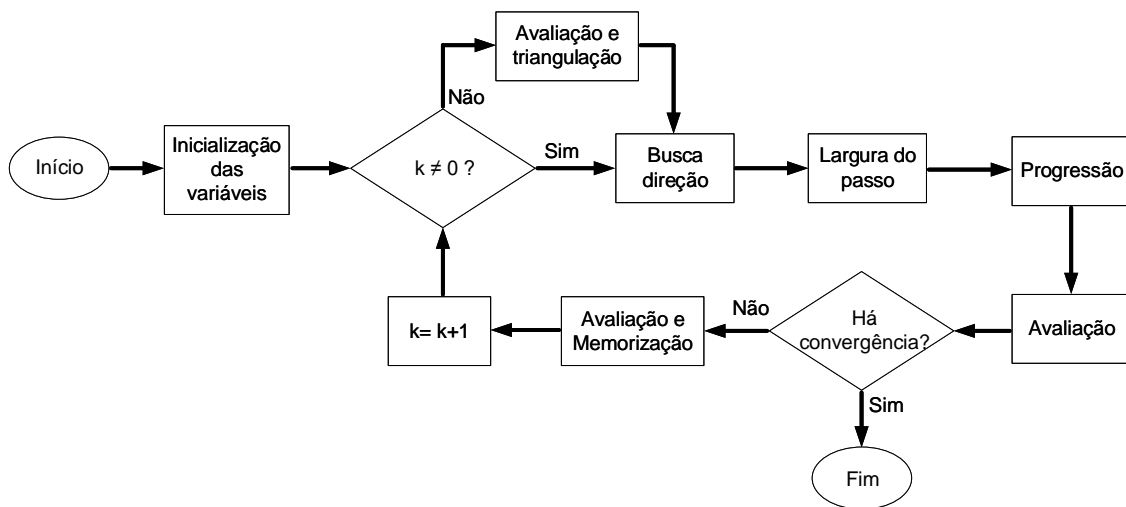 Início
Inicialização
das
variáveis
k ≠ 0 ?
Não
Avaliação e
triangulação
Sim
Busca
direção
Largura do
passo
Progressão
Avaliação
Há
convergência?
Não
Avaliação e
Memorização
k= k+1
Sim
Fim